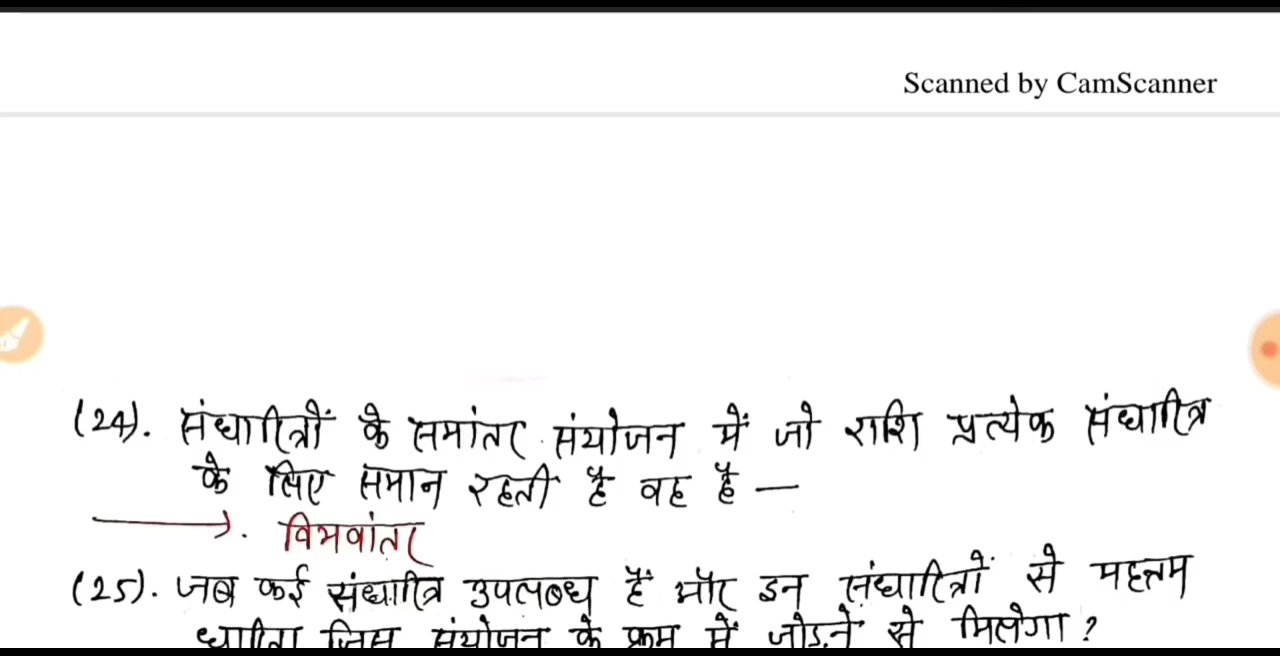 Scanned by CamScanner
(24). संधारित्रों के समांतर संयोजन में जो राशि प्रत्येक संधारित्र
के लिए समान रहती है वह है —
→. विभवांतर
(25). जब कई संधारित्र उपलब्ध हैं और इन संधारित्रों से महत्तम
धारिता जिस संयोजन के क्रम में जोड़ने से मिलेगा?